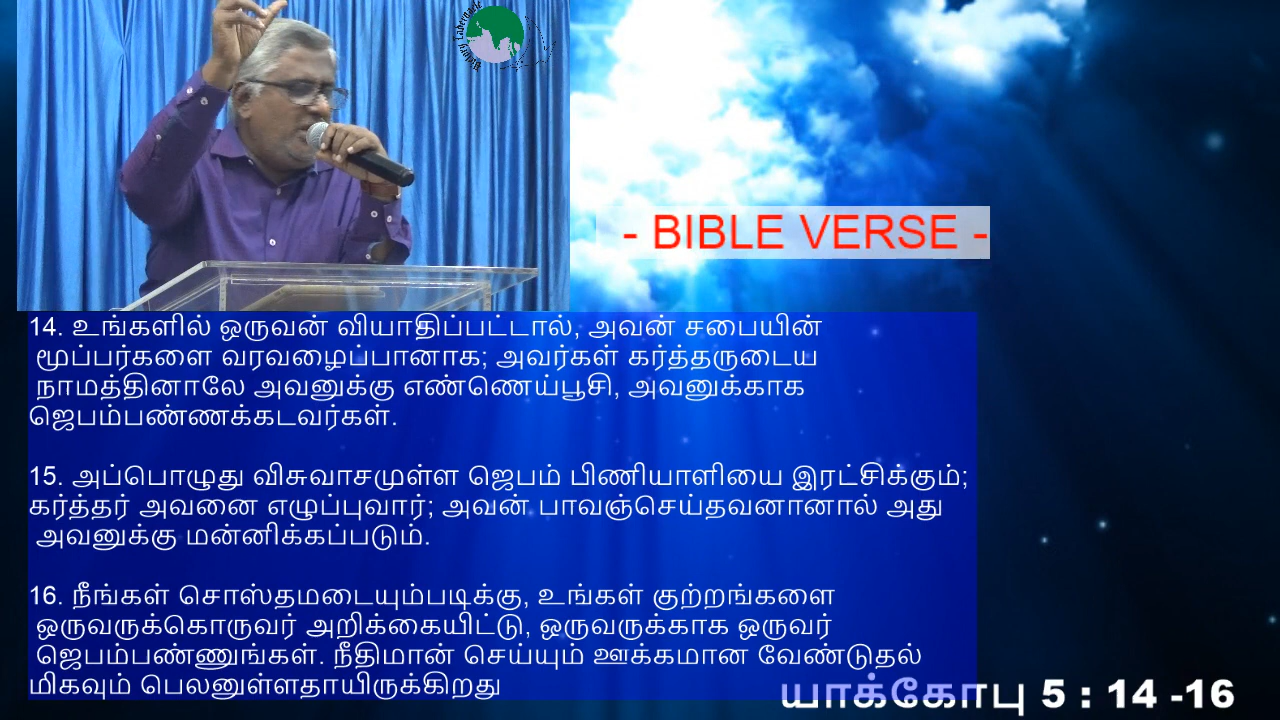 Victory Tabernacle
- BIBLE VERSE -
14. உங்களில் ஒருவன் வியாதிப்பட்டால், அவன் சபையின்
மூப்பர்களை வரவழைப்பானாக; அவர்கள் கர்த்தருடைய
நாமத்தினாலே அவனுக்கு எண்ணெய்பூசி, அவனுக்காக
ஜெபம்பண்ணக்கடவர்கள்.
15. அப்பொழுது விசுவாசமுள்ள ஜெபம் பிணியாளியை இரட்சிக்கும்;
கர்த்தர் அவனை எழுப்புவார்; அவன் பாவஞ்செய்தவனானால் அது
அவனுக்கு மன்னிக்கப்படும்.
16. நீங்கள் சொஸ்தமடையும்படிக்கு, உங்கள் குற்றங்களை
ஒருவருக்கொருவர் அறிக்கையிட்டு, ஒருவருக்காக ஒருவர்
ஜெபம்பண்ணுங்கள். நீதிமான் செய்யும் ஊக்கமான வேண்டுதல்
மிகவும் பெலனுள்ளதாயிருக்கிறது
யாக்கோபு 5 : 14 -16